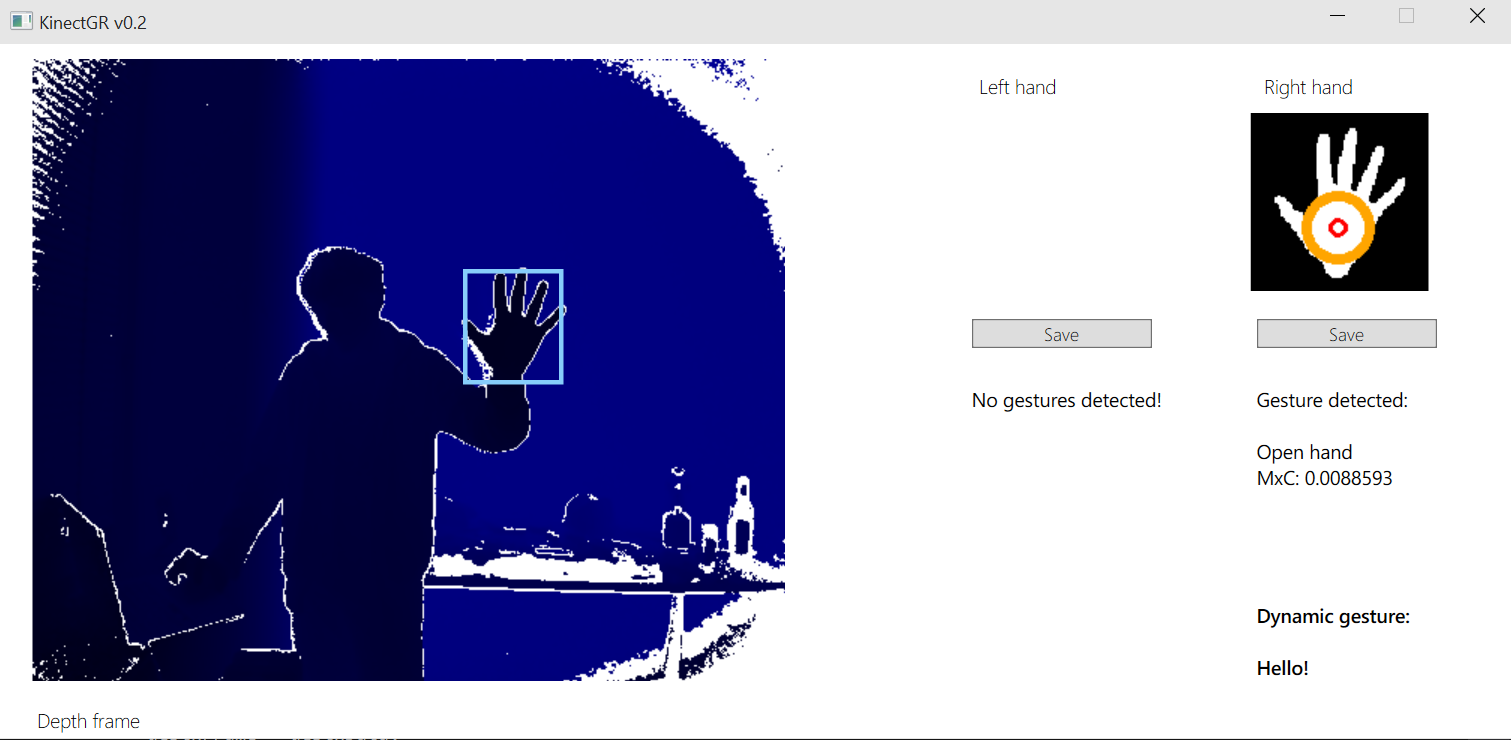 KinectGR v0.2
Left hand
Right hand
Save
Save
No gestures detected!
Gesture detected:
Open hand
MxC: 0.0088593
Dynamic gesture:
Hello!
Depth frame